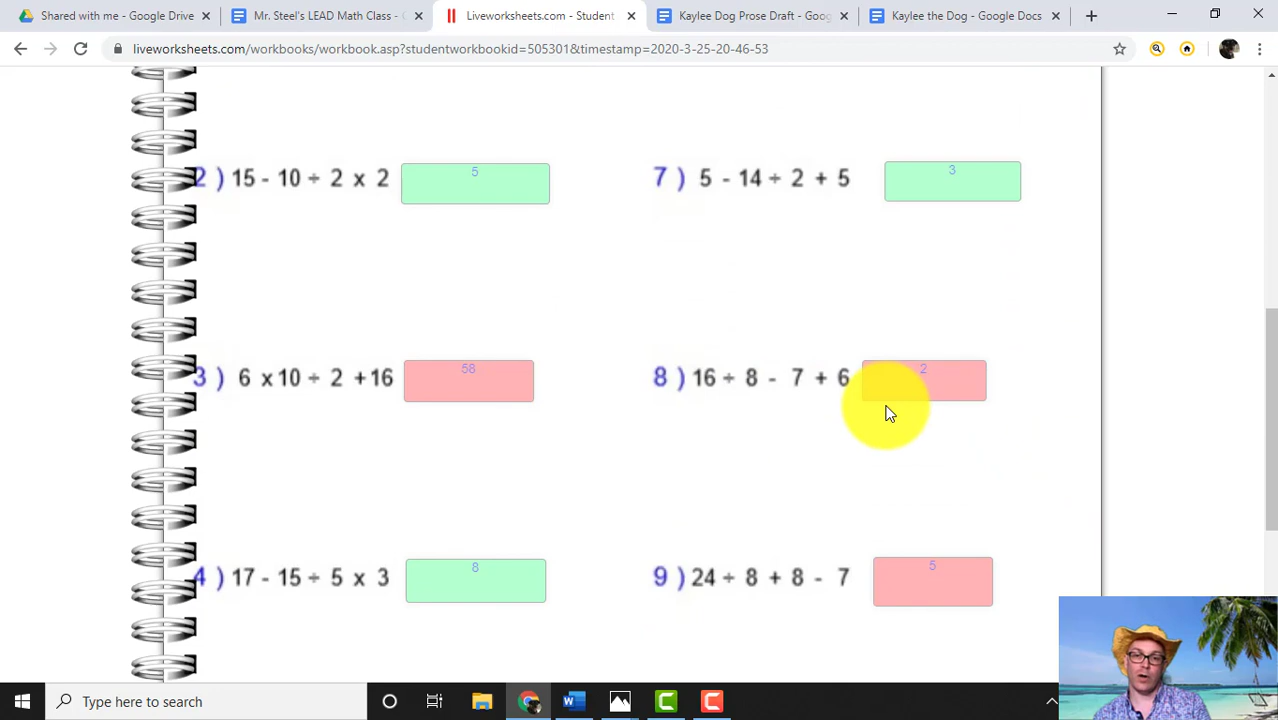 Shared with me - Google Drive
Mr. Steel's LEAD Math Class
Liveworksheets.com - Student
Kaylee Dog Prose Draft - Goog
Kaylee the Dog - Google Docs
liveworksheets.com/workbooks/workbook.asp?studentworkbookid=505301&timestamp=2020-3-25-20-46-53
2 ) 15 - 10 ÷ 2 x 2 5
7 ) 5 - 14 ÷ 2 + 5 3
3 ) 6 x 10 ÷ 2 + 16 58
8 ) 16 ÷ 8 - 7 + 6 2
4 ) 17 - 15 ÷ 5 x 3 8
9 ) 24 ÷ 8 + 8 - 7 5
Type here to search